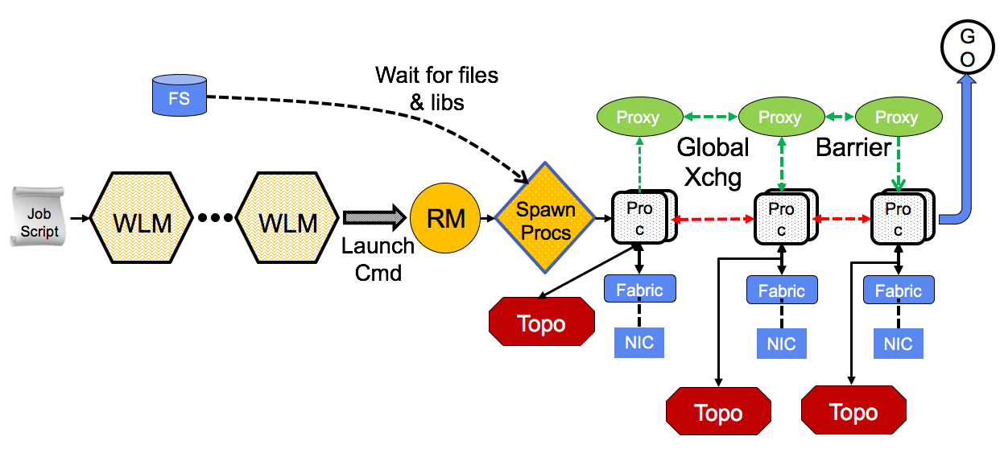 G
O
Wait for files
& libs
FS
Proxy
Proxy
Proxy
Global
Xchg
Barrier
Job
Script
WLM
WLM
Launch
Cmd
RM
Spawn
Procs
Pro
c
Pro
c
Pro
c
Fabric
Fabric
Fabric
Topo
NIC
NIC
NIC
Topo
Topo